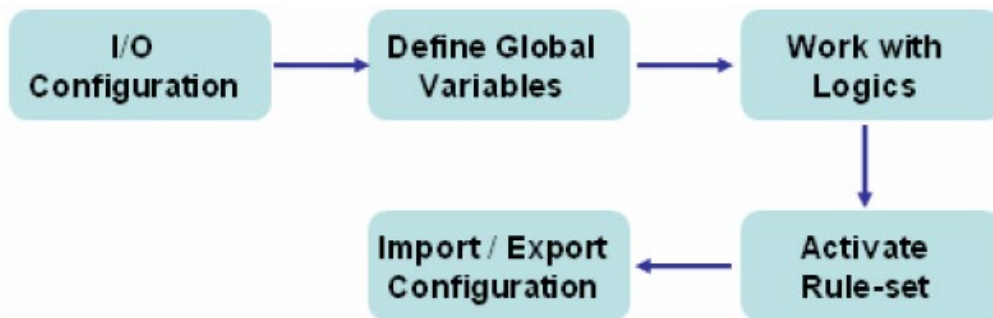 I/O
Configuration
Define Global
Variables
Work with
Logics
Activate
Rule-set
Import / Export
Configuration